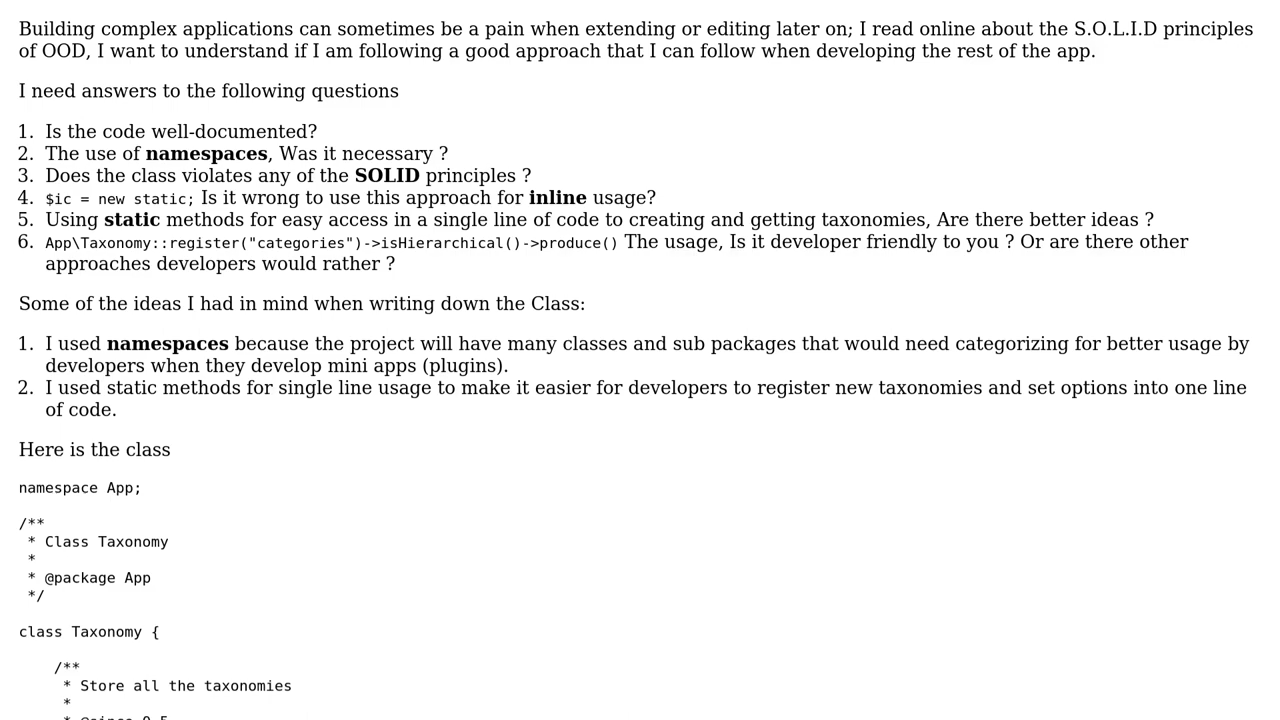 Building complex applications can sometimes be a pain when extending or editing later on; I read online about the S.O.L.I.D principles
of OOD, I want to understand if I am following a good approach that I can follow when developing the rest of the app.
I need answers to the following questions
1. Is the code well-documented?
2. The use of namespaces, Was it necessary ?
3. Does the class violates any of the SOLID principles ?
4. $ic = new static; Is it wrong to use this approach for inline usage?
5. Using static methods for easy access in a single line of code to creating and getting taxonomies, Are there better ideas ?
6. App\Taxonomy::register("categories")->isHierarchical()->produce() The usage, Is it developer friendly to you ? Or are there other
approaches developers would rather ?
Some of the ideas I had in mind when writing down the Class:
1. I used namespaces because the project will have many classes and sub packages that would need categorizing for better usage by
developers when they develop mini apps (plugins).
2. I used static methods for single line usage to make it easier for developers to register new taxonomies and set options into one line
of code.
Here is the class
namespace App;
/**
* Class Taxonomy
*
* @package App
*/
class Taxonomy {
/**
* Store all the taxonomies
*
* @since 0.5